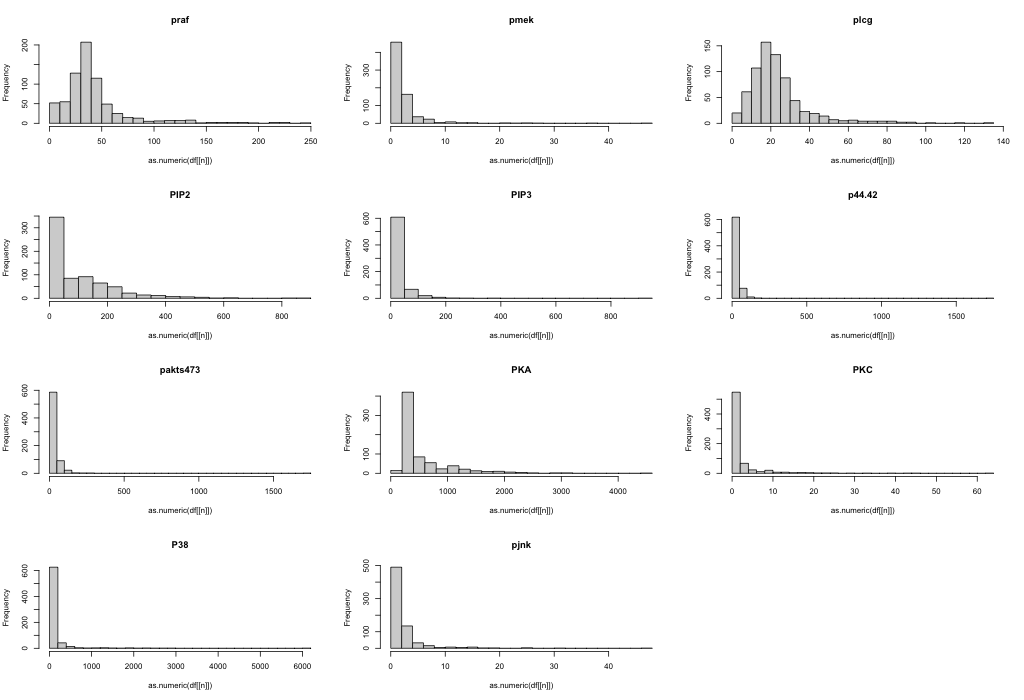 praf
Frequency
0 50 100 200
0 50 100 150 200 250
as.numeric(df[[n]])
pmek
Frequency
0 100 300
0 10 20 30 40
as.numeric(df[[n]])
plcg
Frequency
0 50 100 150
0 20 40 60 80 100 120 140
as.numeric(df[[n]])
PIP2
Frequency
0 100 200 300
0 200 400 600 800
as.numeric(df[[n]])
PIP3
Frequency
0 200 400 600
0 200 400 600 800
as.numeric(df[[n]])
p44.42
Frequency
0 200 400 600
0 500 1000 1500
as.numeric(df[[n]])
pakts473
Frequency
0 200 400 600
0 500 1000 1500
as.numeric(df[[n]])
PKA
Frequency
0 100 300
0 1000 2000 3000 4000
as.numeric(df[[n]])
PKC
Frequency
0 200 400
0 10 20 30 40 50 60
as.numeric(df[[n]])
P38
Frequency
0 200 400 600
0 1000 2000 3000 4000 5000 6000
as.numeric(df[[n]])
pjnk
Frequency
0 100 300 500
0 10 20 30 40
as.numeric(df[[n]])